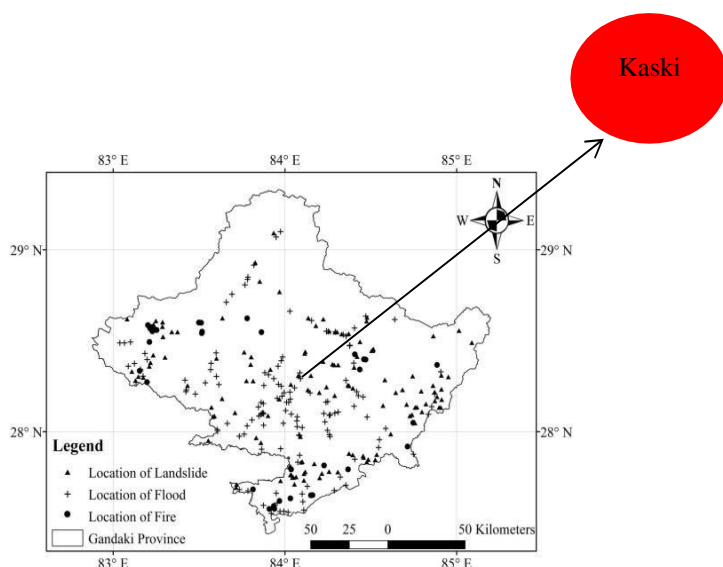 Kaski
83° E 84° E 85° E
N
W E
S
29° N 29° N
28° N 28° N
Legend
Location of Landslide
Location of Flood
Location of Fire
Gandaki Province
50 25 0 50 Kilometers
83° E 84° E 85° E